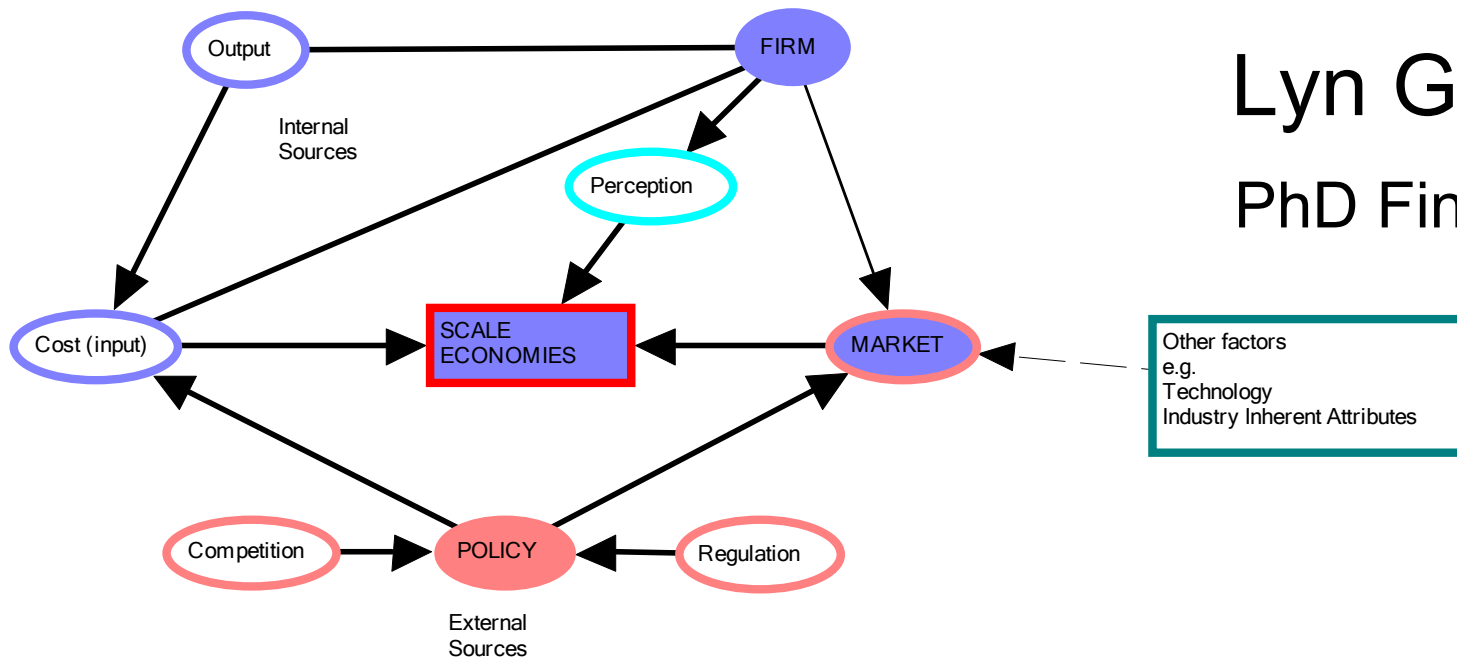 Output
FIRM
Lyn G
Internal
Sources
Perception
PhD Fin
Cost (input)
SCALE
ECONOMIES
MARKET
Other factors
e.g.
Technology
Industry Inherent Attributes
Competition
POLICY
Regulation
External
Sources